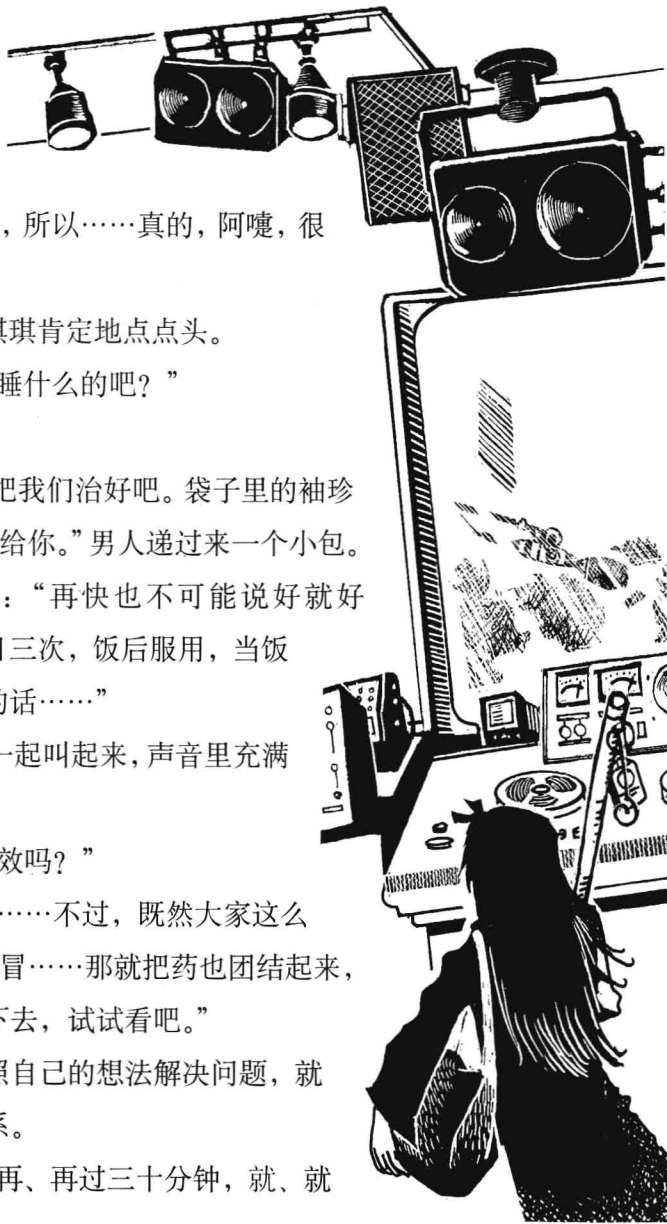 ，所以……真的，阿嚏，很
琪琪肯定地点点头。
睡什么的吧？”
把我们治好吧。袋子里的袖珍
给你。”男人递过来一个小包。
：“再快也不可能说好就好
日三次，饭后服用，当饭
的话……”
一起叫起来，声音里充满
效吗？”
……不过，既然大家这么
冒……那就把药也团结起来，
下去，试试看吧。”
照自己的想法解决问题，就
系。
再、再过三十分钟，就、就